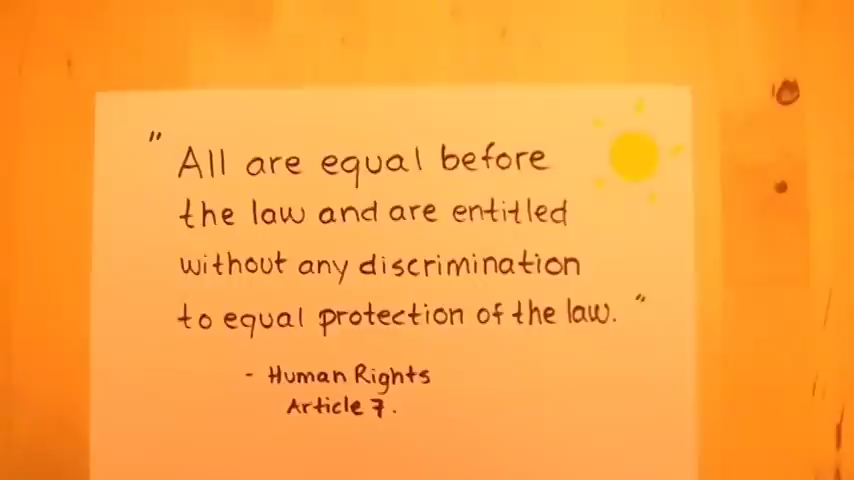 " All are equal before
the law and are entitled
without any discrimination
to equal protection of the law. "
- Human Rights
Article 7.